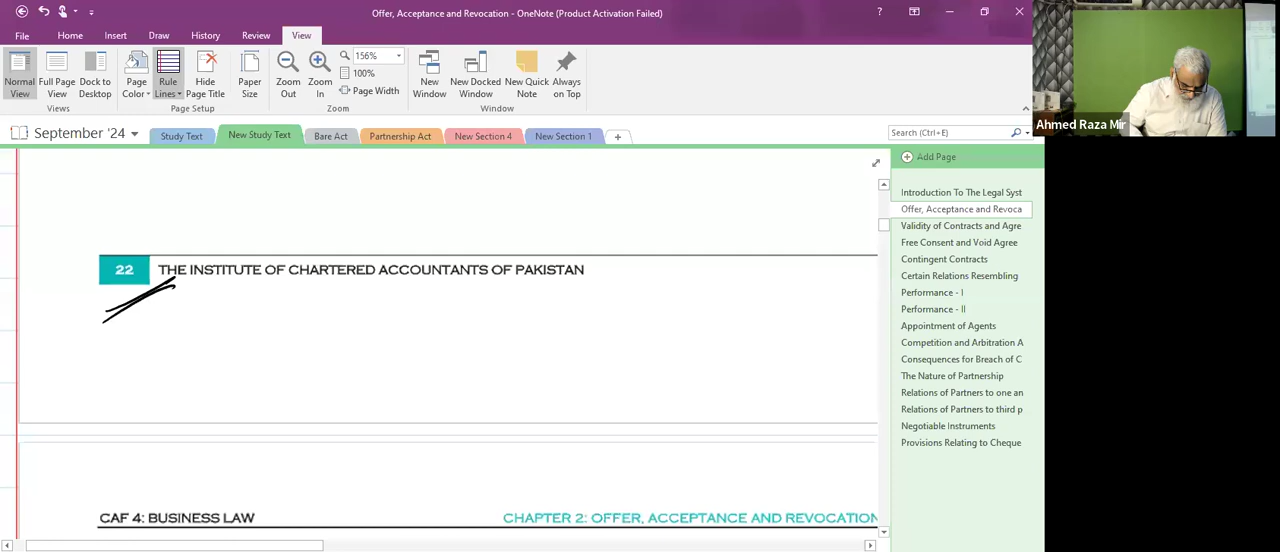 Offer, Acceptance and Revocation - OneNote (Product Activation Failed)
File Home Insert Draw History Review View
Normal View
Full Page View
Dock to Desktop
Views
Page Color
Rule Lines
Hide Page Title
Paper Size
Page Setup
Zoom Out
Zoom In
156%
100%
Page Width
Zoom
New Window
New Docked Window
New Quick Note
Always on Top
Window
Ahmed Raza Mir
September '24
Study Text
New Study Text
Bare Act
Partnership Act
New Section 4
New Section 1
Search (Ctrl+E)
Add Page
Introduction To The Legal Syst
Offer, Acceptance and Revoca
Validity of Contracts and Agre
Free Consent and Void Agree
Contingent Contracts
Certain Relations Resembling
Performance - I
Performance - II
Appointment of Agents
Competition and Arbitration A
Consequences for Breach of C
The Nature of Partnership
Relations of Partners to one an
Relations of Partners to third p
Negotiable Instruments
Provisions Relating to Cheque
22 THE INSTITUTE OF CHARTERED ACCOUNTANTS OF PAKISTAN
CAF 4: BUSINESS LAW
CHAPTER 2: OFFER, ACCEPTANCE AND REVOCATION